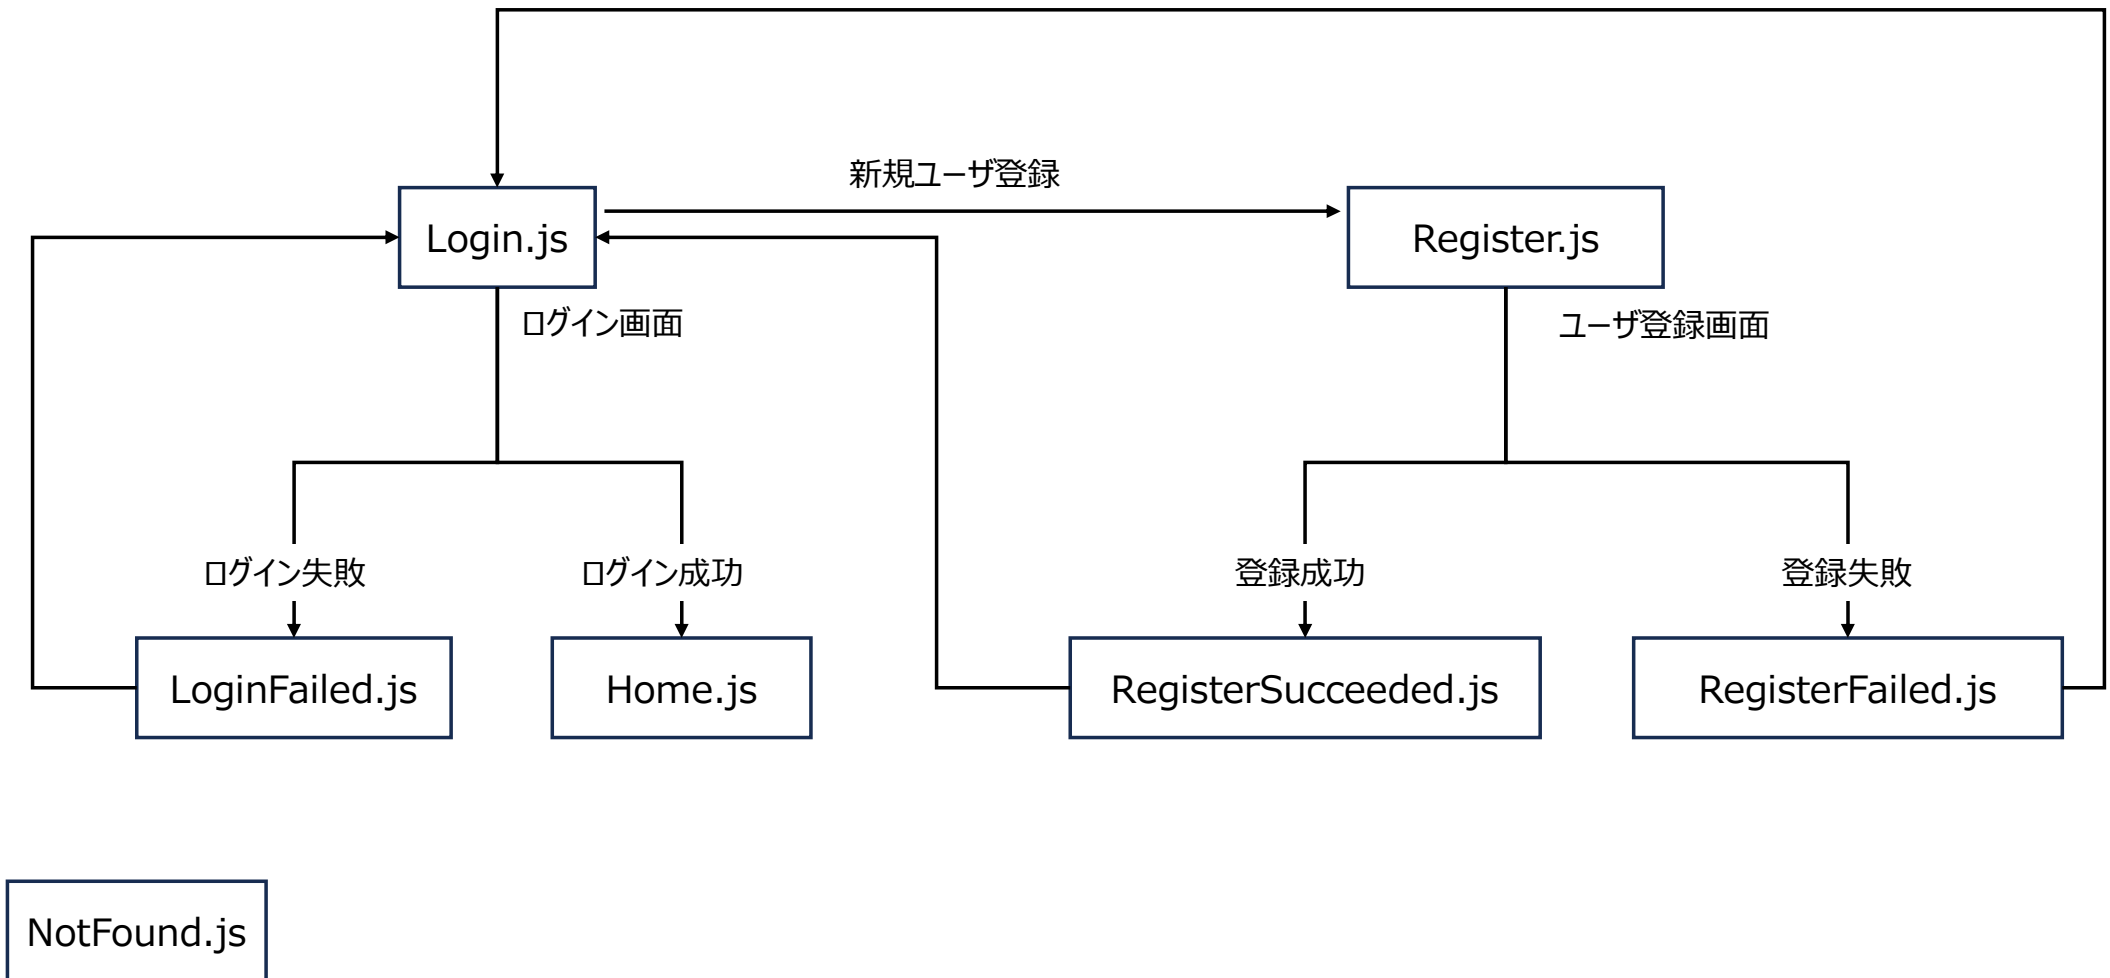 新規ユーザ登録
Login.js
Register.js
ログイン画面
ユーザ登録画面
ログイン失敗
ログイン成功
登録成功
登録失敗
LoginFailed.js
Home.js
RegisterSucceeded.js
RegisterFailed.js
NotFound.js